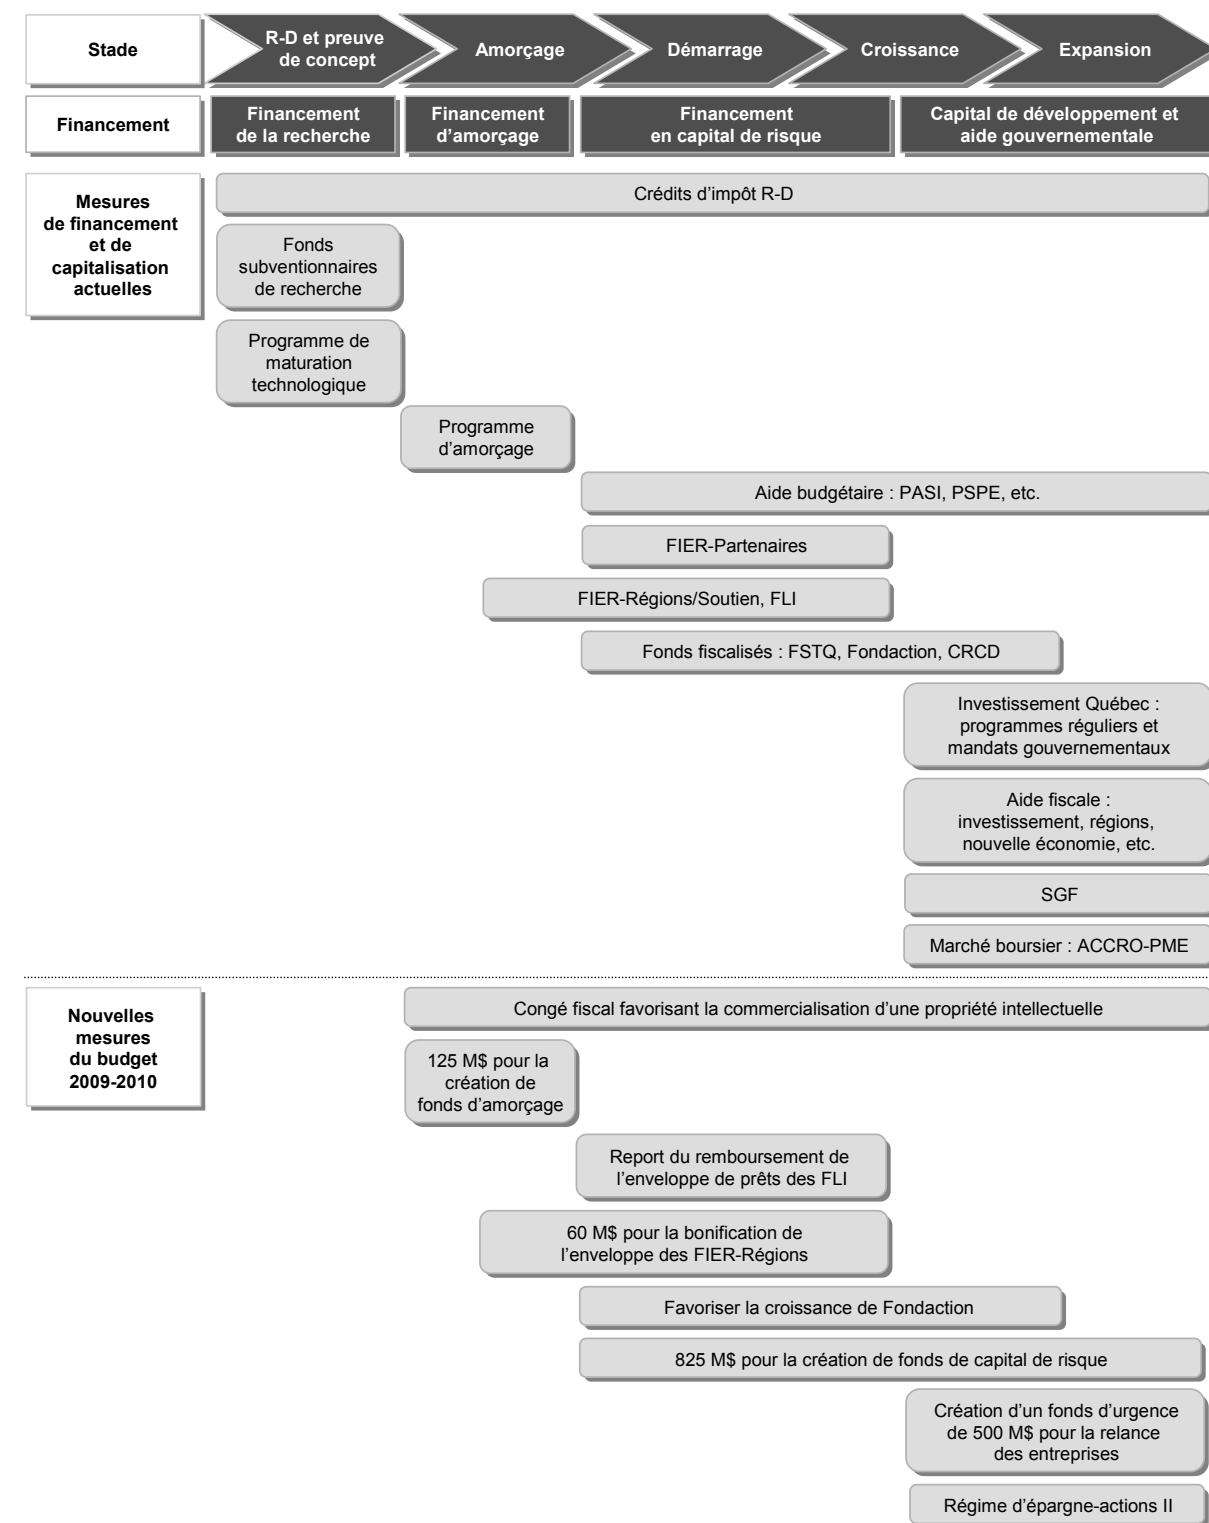 Stade
R-D et preuve
de concept
Amorçage
Démarrage
Croissance
Expansion
Financement
Financement
de la recherche
Financement
d'amorçage
Financement
en capital de risque
Capital de développement et
aide gouvernementale
Mesures
de financement
et de
capitalisation
actuelles
Crédits d'impôt R-D
Fonds
subventionnaires
de recherche
Programme de
maturation
technologique
Programme
d'amorçage
Aide budgétaire : PASI, PSPE, etc.
FIER-Partenaires
FIER-Régions/Soutien, FLI
Fonds fiscalisés : FSTQ, Fondaction, CRCD
Investissement Québec :
programmes réguliers et
mandats gouvernementaux
Aide fiscale :
investissement, régions,
nouvelle économie, etc.
SGF
Marché boursier : ACCRO-PME
Nouvelles
mesures
du budget
2009-2010
Congé fiscal favorisant la commercialisation d'une propriété intellectuelle
125 M$ pour la
création de
fonds d'amorçage
Report du remboursement de
l'enveloppe de prêts des FLI
60 M$ pour la bonification de
l'enveloppe des FIER-Régions
Favoriser la croissance de Fondaction
825 M$ pour la création de fonds de capital de risque
Création d'un fonds d'urgence
de 500 M$ pour la relance
des entreprises
Régime d'épargne-actions II